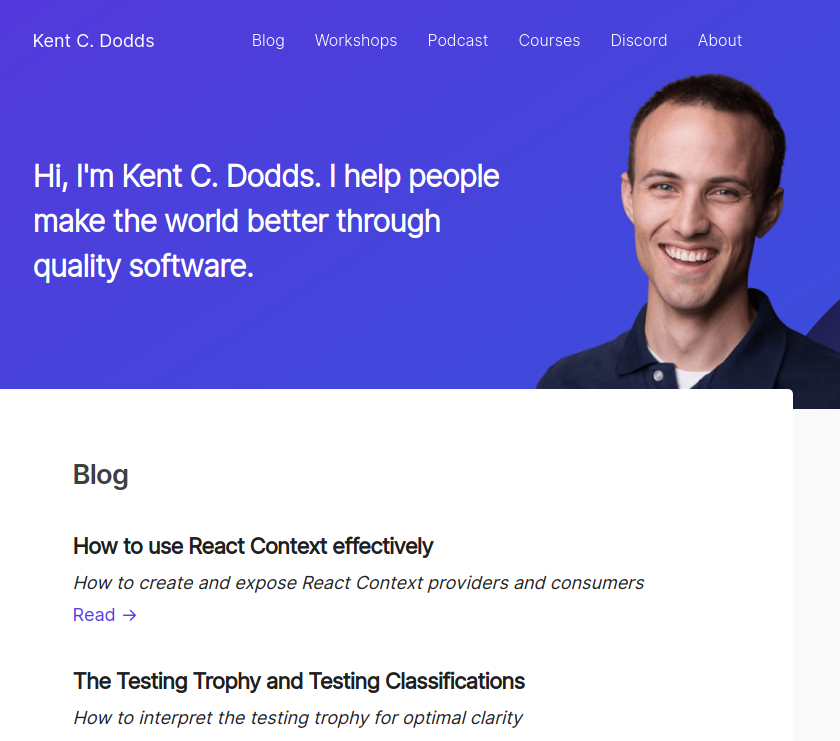 Kent C. Dodds Blog Workshops Podcast Courses Discord About
Hi, I'm Kent C. Dodds. I help people
make the world better through
quality software.
Blog
How to use React Context effectively
How to create and expose React Context providers and consumers
Read →
The Testing Trophy and Testing Classifications
How to interpret the testing trophy for optimal clarity